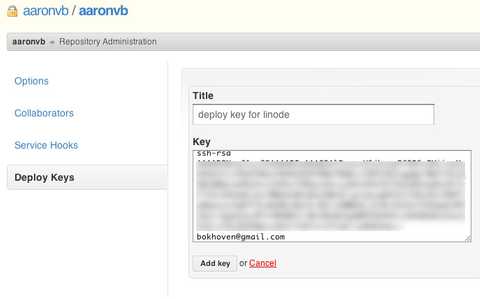 aaronvb / aaronvb
aaronvb → Repository Administration
Options
Collaborators
Service Hooks
Deploy Keys
Title
deploy key for linode
Key
ssh-rsa
bokhoven@gmail.com
Add key or Cancel